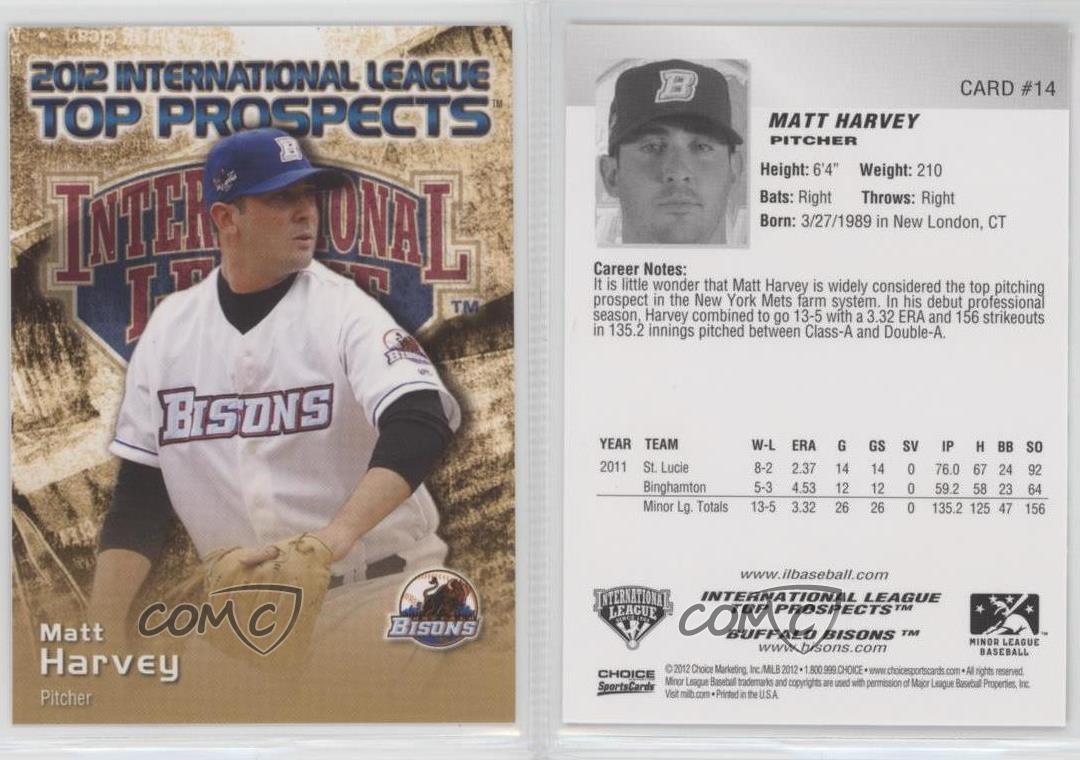 2012 INTERNATIONAL LEAGUE
TOP PROSPECTS™
INTERNATIONAL
LEAGUE
TM
B
BISONS
BISONS
COMC
Matt
Harvey
Pitcher
CARD #14
B
MATT HARVEY
PITCHER
Height: 6'4" Weight: 210
Bats: Right Throws: Right
Born: 3/27/1989 in New London, CT
Career Notes:
It is little wonder that Matt Harvey is widely considered the top pitching
prospect in the New York Mets farm system. In his debut professional
season, Harvey combined to go 13-5 with a 3.32 ERA and 156 strikeouts
in 135.2 innings pitched between Class-A and Double-A.
YEAR TEAM W-L ERA G GS SV IP H BB SO
2011 St. Lucie 8-2 2.37 14 14 0 76.0 67 24 92
Binghamton 5-3 4.53 12 12 0 59.2 58 23 64
Minor Lg. Totals 13-5 3.32 26 26 0 135.2 125 47 156
www.ilbaseball.com
INTERNATIONAL LEAGUE
TOP PROSPECTS™
BUFFALO BISONS™
www.bisons.com
COMC
INTERNATIONAL
LEAGUE
SINCE 1884
MINOR LEAGUE™
BASEBALL
CHOICE
SportsCards
© 2012 Choice Marketing, Inc./MiLB 2012 • 1.800.999.CHOICE • www.choicesportscards.com • All rights reserved.
Minor League Baseball trademarks and copyrights are used with permission of Major League Baseball Properties, Inc.
Visit milb.com • Printed in the U.S.A.